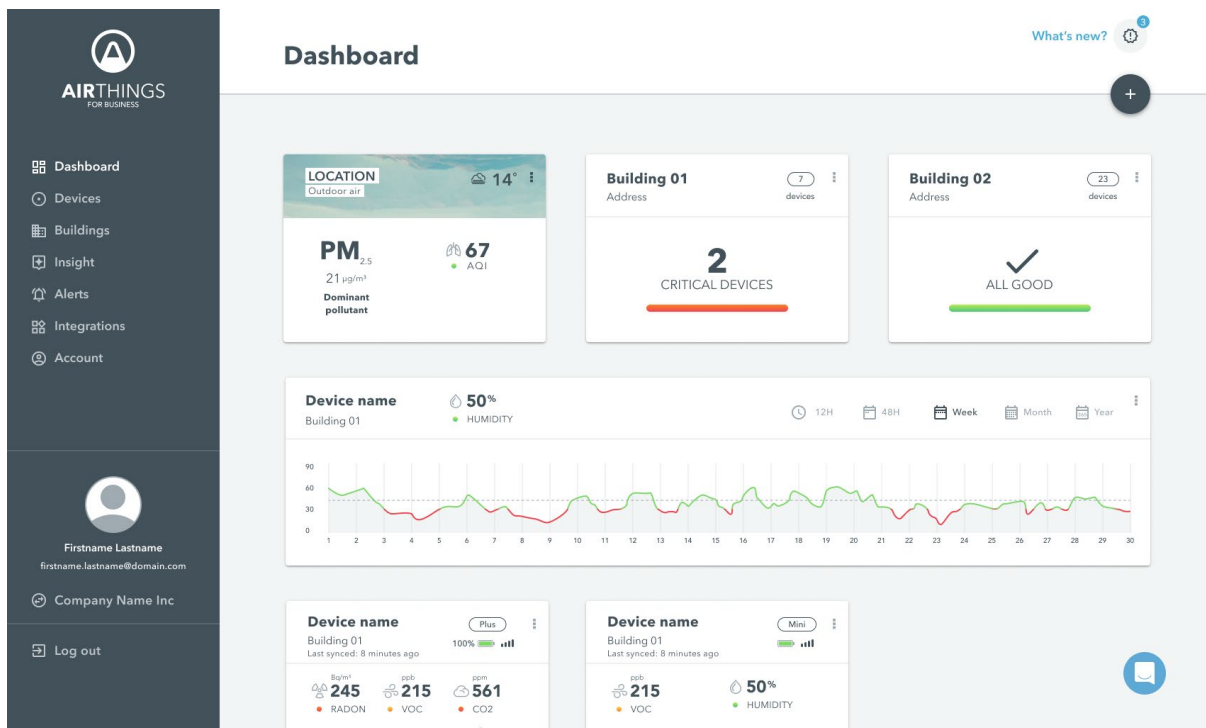 AIRTHINGS
FOR BUSINESS
Dashboard
Devices
Buildings
Insight
Alerts
Integrations
Account
Firstname Lastname
firstname.lastname@domain.com
Company Name Inc
Log out
Dashboard
What's new?
3
+
LOCATION
Outdoor air
14°
PM2.5
21 µg/m³
Dominant
pollutant
67
AQI
Building 01
Address
7
devices
2
CRITICAL DEVICES
Building 02
Address
23
devices
ALL GOOD
Device name
Building 01
50%
HUMIDITY
12H 48H Week Month Year
90
60
30
0
1 2 3 4 5 6 7 8 9 10 11 12 13 14 15 16 17 18 19 20 21 22 23 24 25 26 27 28 29 30
Device name
Plus
Building 01
100%
Last synced: 8 minutes ago
Bq/m³ ppb ppm
245 215 561
RADON VOC CO2
Device name
Mini
Building 01
Last synced: 8 minutes ago
ppb
215 50%
VOC HUMIDITY